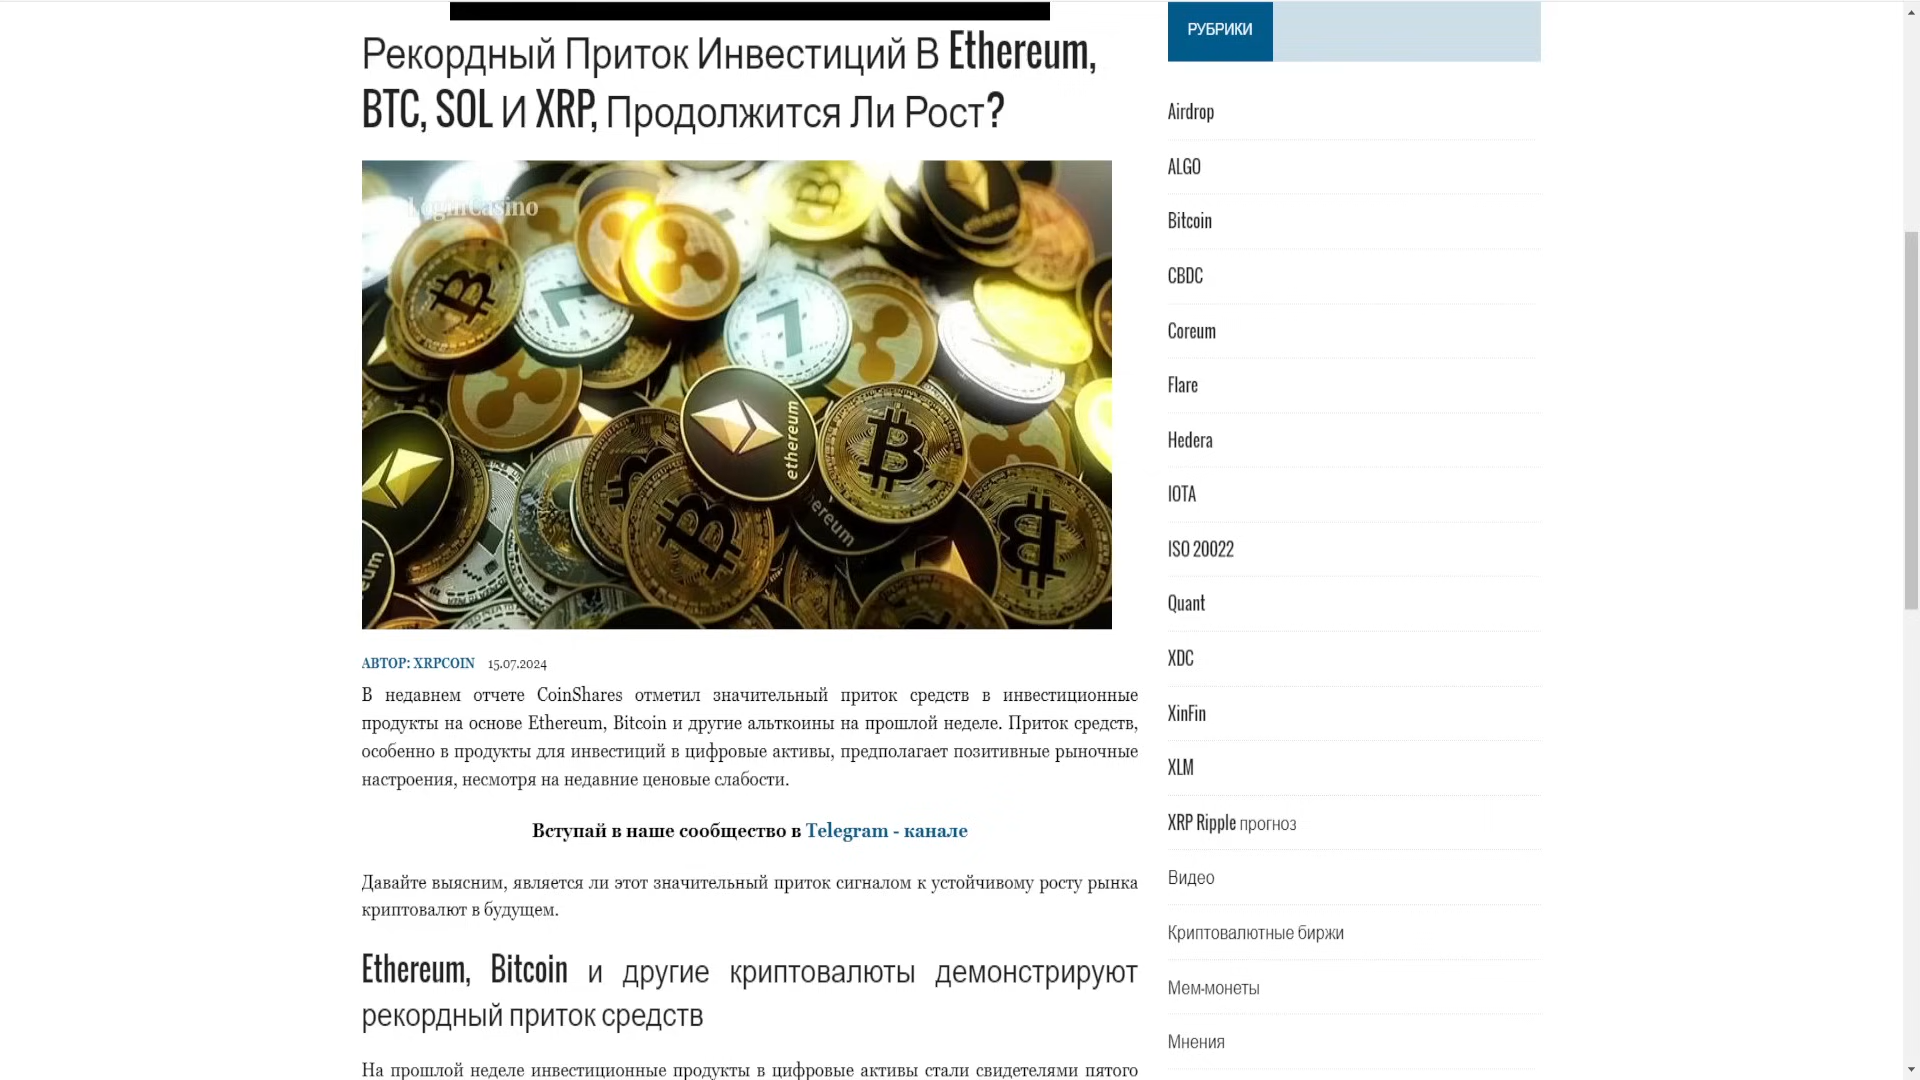 Рекордный Приток Инвестиций В Ethereum,
BTC, SOL И XRP, Продолжится Ли Рост?
LoginCasino
ethereum
ethereum
ereum
eum
АВТОР: XRPCOIN 15.07.2024
В недавнем отчете CoinShares отметил значительный приток средств в инвестиционные
продукты на основе Ethereum, Bitcoin и другие альткоины на прошлой неделе. Приток средств,
особенно в продукты для инвестиций в цифровые активы, предполагает позитивные рыночные
настроения, несмотря на недавние ценовые слабости.
Вступай в наше сообщество в Telegram - канале
Давайте выясним, является ли этот значительный приток сигналом к устойчивому росту рынка
криптовалют в будущем.
Ethereum, Bitcoin и другие криптовалюты демонстрируют
рекордный приток средств
На прошлой неделе инвестиционные продукты в цифровые активы стали свидетелями пятого
РУБРИКИ
Airdrop
ALGO
Bitcoin
CBDC
Coreum
Flare
Hedera
IOTA
ISO 20022
Quant
XDC
XinFin
XLM
XRP Ripple прогноз
Видео
Криптовалютные биржи
Мем-монеты
Мнения